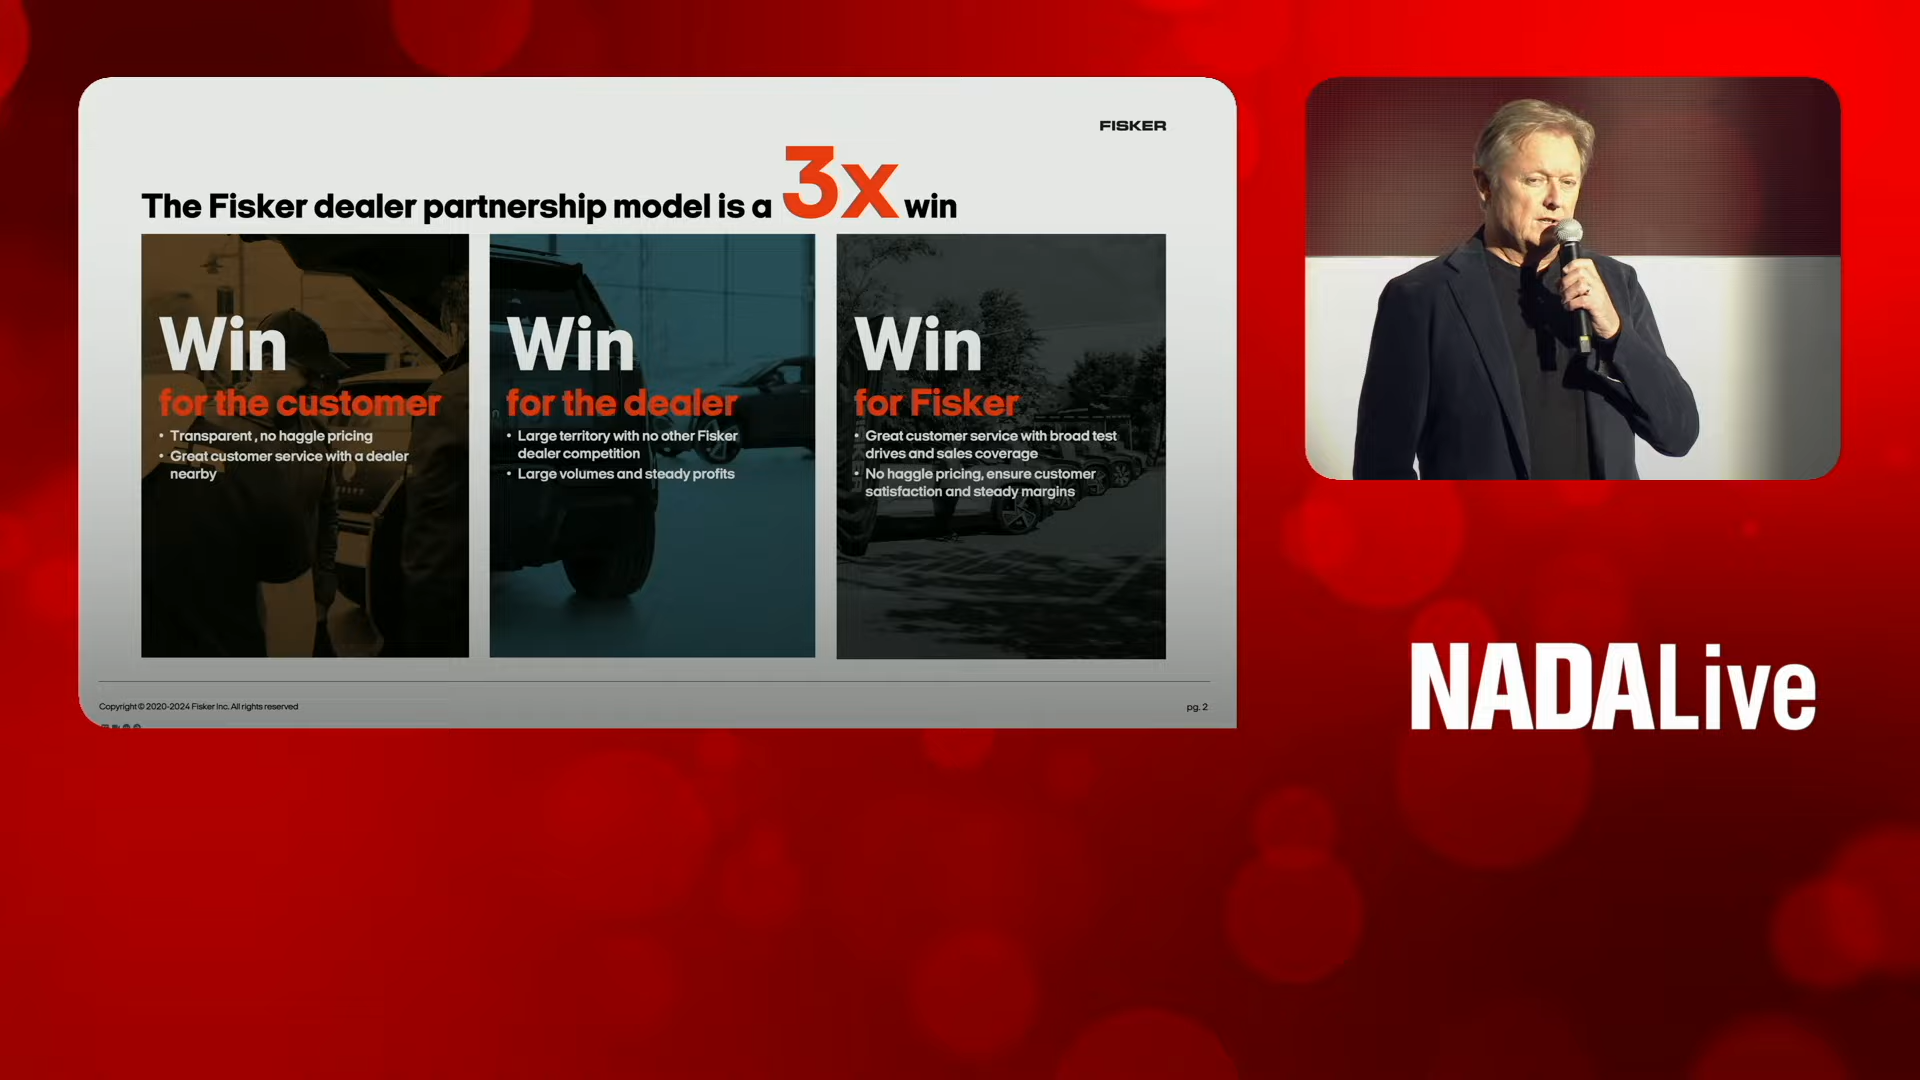 FISKER
The Fisker dealer partnership model is a 3x win
Win
for the customer
• Transparent , no haggle pricing
• Great customer service with a dealer
nearby
Win
for the dealer
• Large territory with no other Fisker
dealer competition
• Large volumes and steady profits
Win
for Fisker
• Great customer service with broad test
drives and sales coverage
• No haggle pricing, ensure customer
satisfaction and steady margins
Copyright © 2020-2024 Fisker Inc. All rights reserved
pg. 2
NADALive